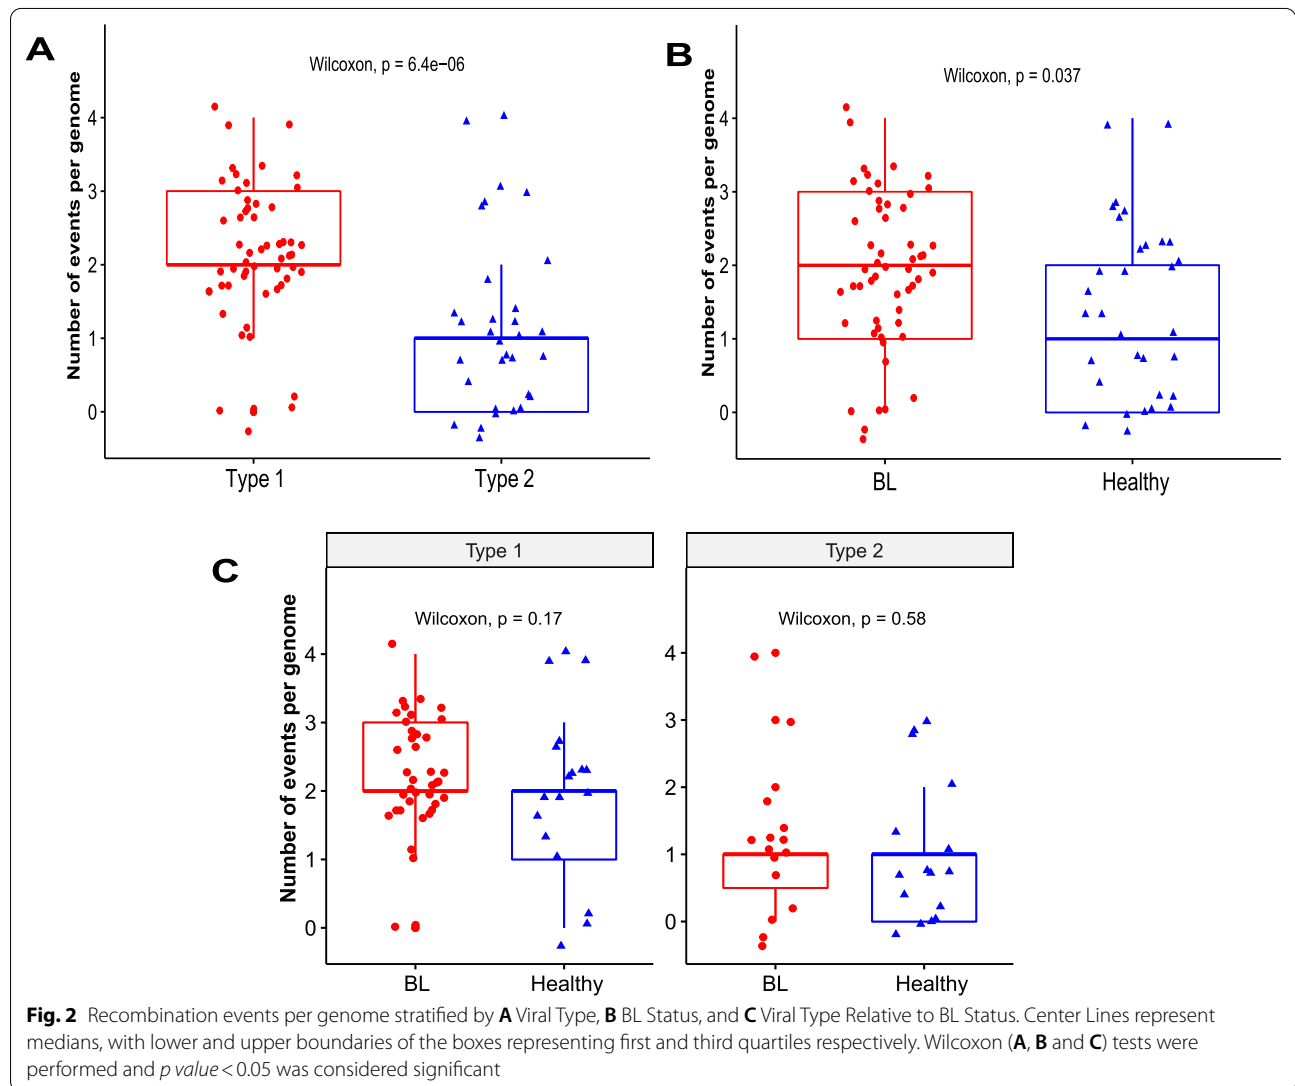 A
Wilcoxon, p = 6.4e−06
Number of events per genome
4
3
2
1
0
Type 1
Type 2
B
Wilcoxon, p = 0.037
Number of events per genome
4
3
2
1
0
BL
Healthy
C
Type 1
Type 2
Wilcoxon, p = 0.17
Wilcoxon, p = 0.58
Number of events per genome
4
3
2
1
0
4
3
2
1
0
BL
Healthy
BL
Healthy
Fig. 2 Recombination events per genome stratified by A Viral Type, B BL Status, and C Viral Type Relative to BL Status. Center Lines represent
medians, with lower and upper boundaries of the boxes representing first and third quartiles respectively. Wilcoxon (A, B and C) tests were
performed and p value < 0.05 was considered significant